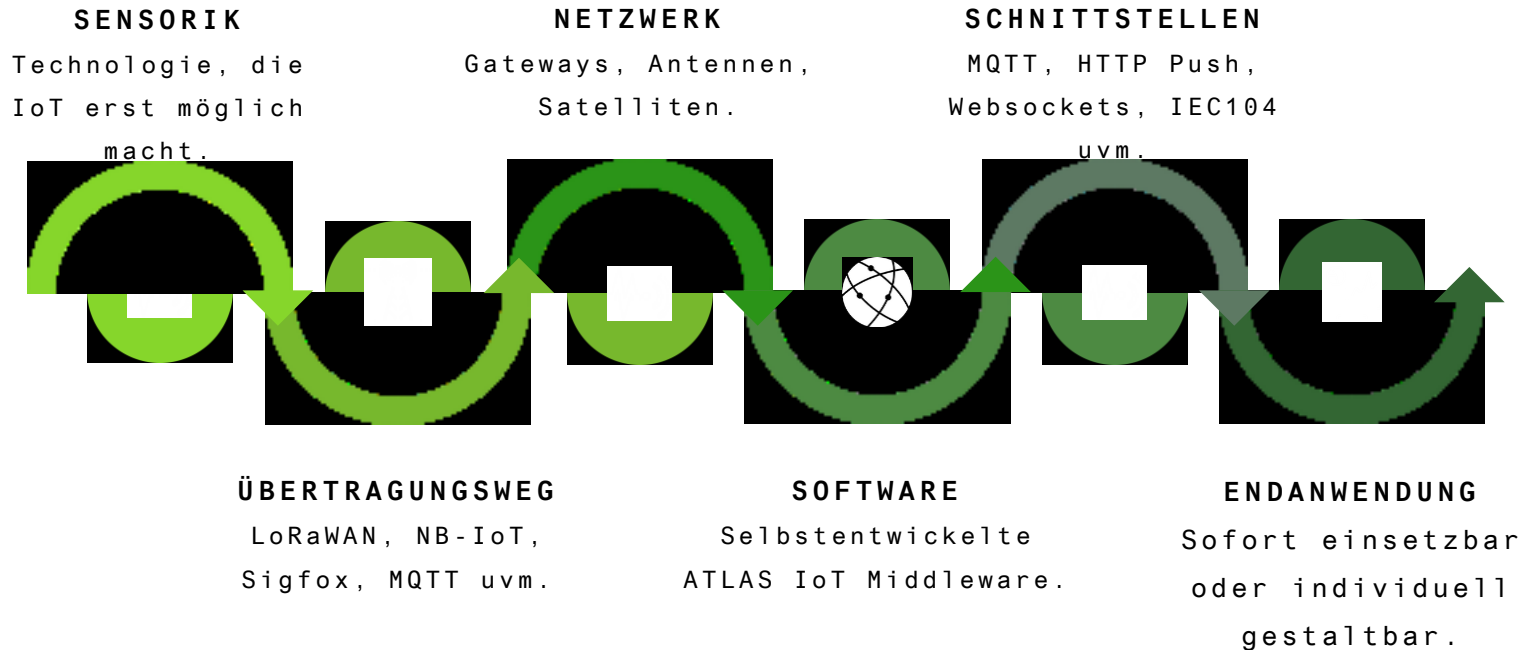 SENSORIK
Technologie, die
IoT erst möglich
macht.
ÜBERTRAGUNGSWEG
LoRaWAN, NB-IoT,
Sigfox, MQTT uvm.
NETZWERK
Gateways, Antennen,
Satelliten.
SOFTWARE
Selbstentwickelte
ATLAS IoT Middleware.
SCHNITTSTELLEN
MQTT, HTTP Push,
Websockets, IEC104
uvm.
ENDANWENDUNG
Sofort einsetzbar
oder individuell
gestaltbar.